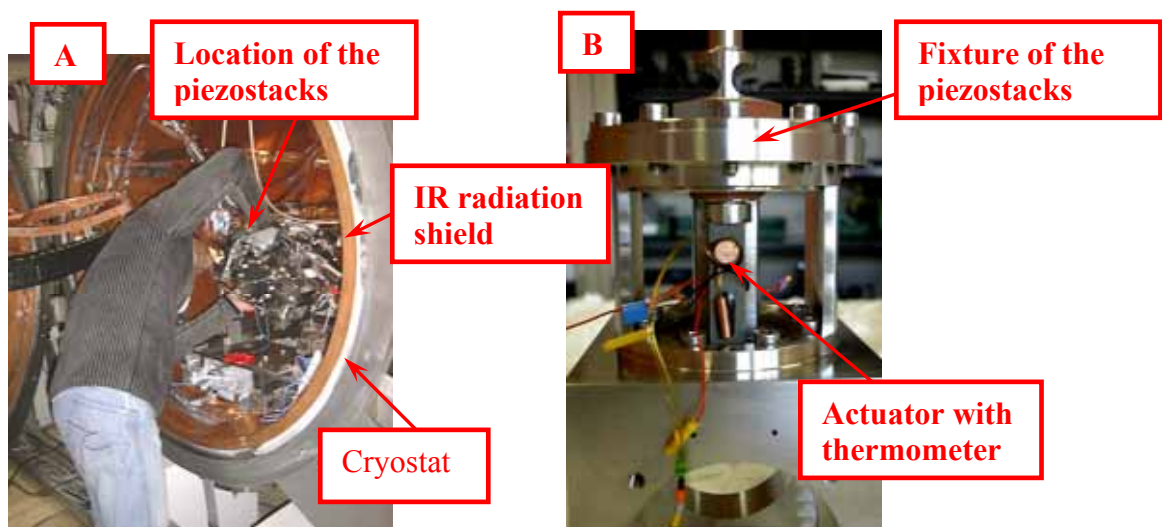 A
Location of the
piezostacks
IR radiation
shield
Cryostat
B
Fixture of the
piezostacks
Actuator with
thermometer